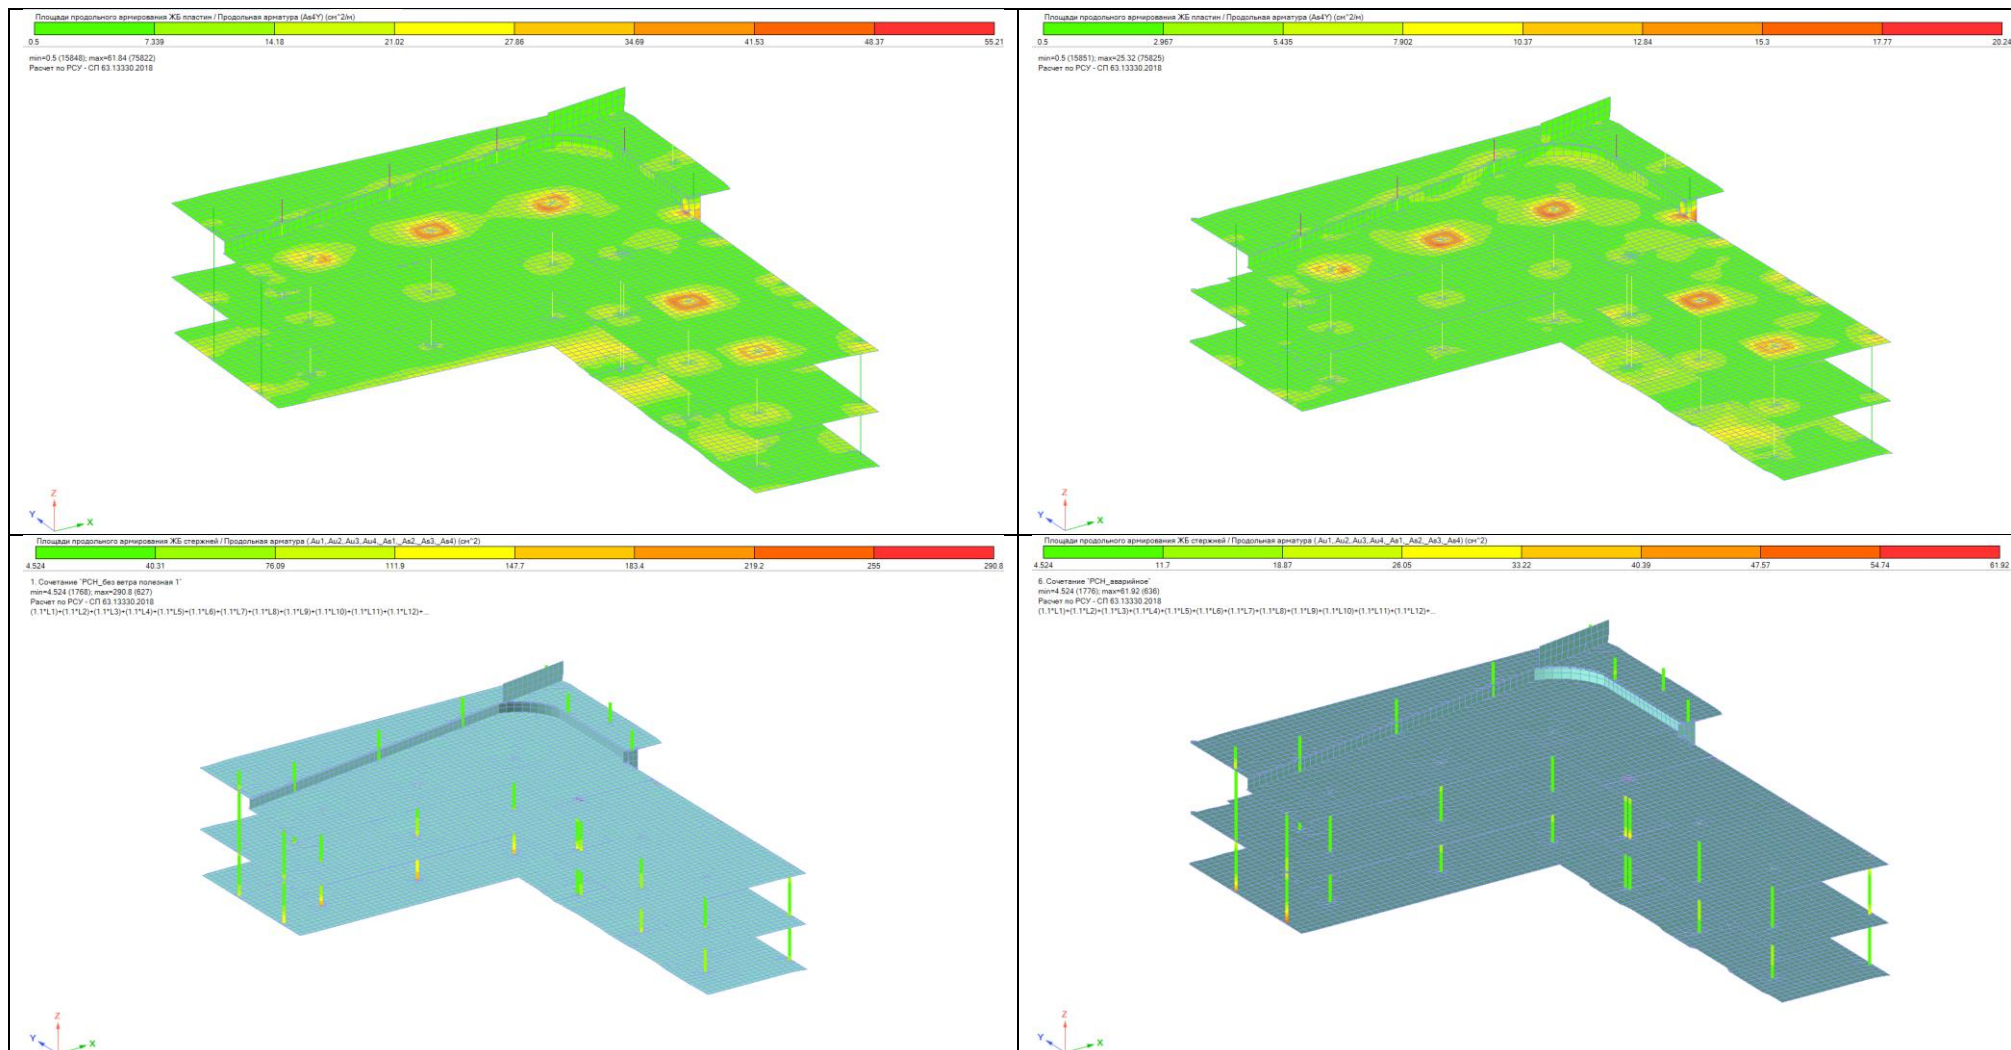 Площади продольного армирования ЖБ пластин / Продольная арматура (As4Y) (см^2/м)
0.5 7.339 14.18 21.02 27.86 34.69 41.53 48.37 55.21
min=0.5 (15848); max=61.84 (75822)
Расчет по РСУ - СП 63.13330.2018
Z
Y
X
Площади продольного армирования ЖБ пластин / Продольная арматура (As4Y) (см^2/м)
0.5 2.967 5.435 7.902 10.37 12.84 15.3 17.77 20.24
min=0.5 (15851); max=25.32 (75825)
Расчет по РСУ - СП 63.13330.2018
Z
Y
X
Площади продольного армирования ЖБ стержней / Продольная арматура (.Au1,.Au2,.Au3,.Au4,_As1,_As2,_As3,_As4) (см^2)
4.524 40.31 76.09 111.9 147.7 183.4 219.2 255 290.8
1. Сочетание "РСН_без ветра полезная 1"
min=4.524 (1768); max=290.8 (627)
Расчет по РСУ - СП 63.13330.2018
(1.1*L1)+(1.1*L2)+(1.1*L3)+(1.1*L4)+(1.1*L5)+(1.1*L6)+(1.1*L7)+(1.1*L8)+(1.1*L9)+(1.1*L10)+(1.1*L11)+(1.1*L12)+...
Z
Y
X
Площади продольного армирования ЖБ стержней / Продольная арматура (.Au1,.Au2,.Au3,.Au4,_As1,_As2,_As3,_As4) (см^2)
4.524 11.7 18.87 26.05 33.22 40.39 47.57 54.74 61.92
6. Сочетание "РСН_аварийное"
min=4.524 (1776); max=61.92 (636)
Расчет по РСУ - СП 63.13330.2018
(1.1*L1)+(1.1*L2)+(1.1*L3)+(1.1*L4)+(1.1*L5)+(1.1*L6)+(1.1*L7)+(1.1*L8)+(1.1*L9)+(1.1*L10)+(1.1*L11)+(1.1*L12)+...
Z
Y
X